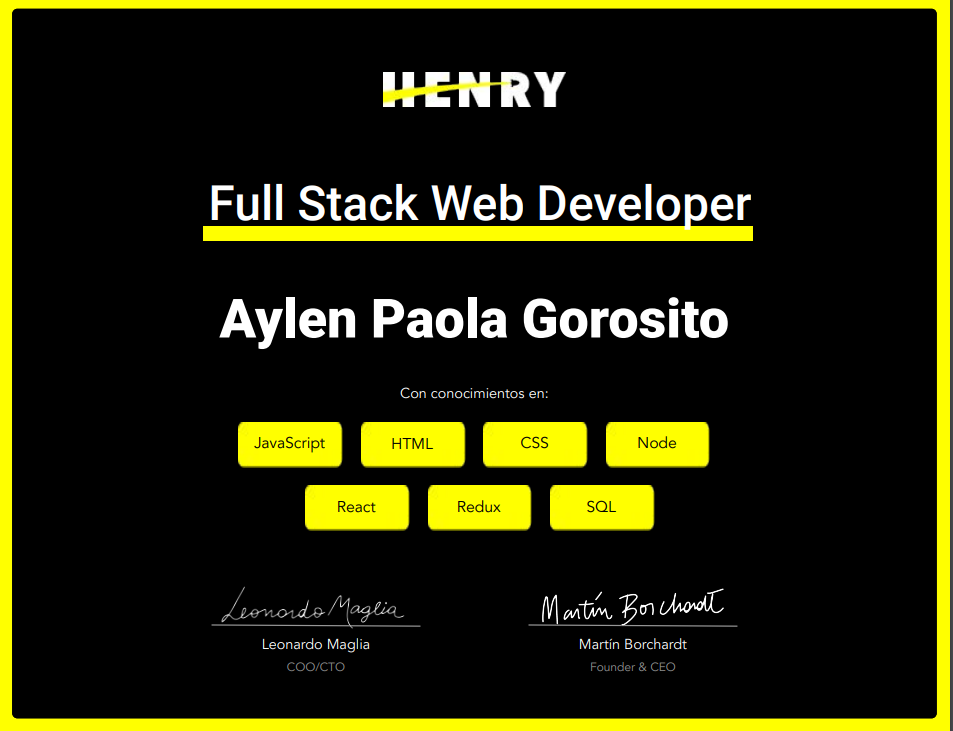 HENRY
Full Stack Web Developer
Aylen Paola Gorosito
Con conocimientos en:
JavaScript HTML CSS Node
React Redux SQL
Leonardo Maglia Martín Borchardt
Leonardo Maglia Martín Borchardt
COO/CTO Founder & CEO